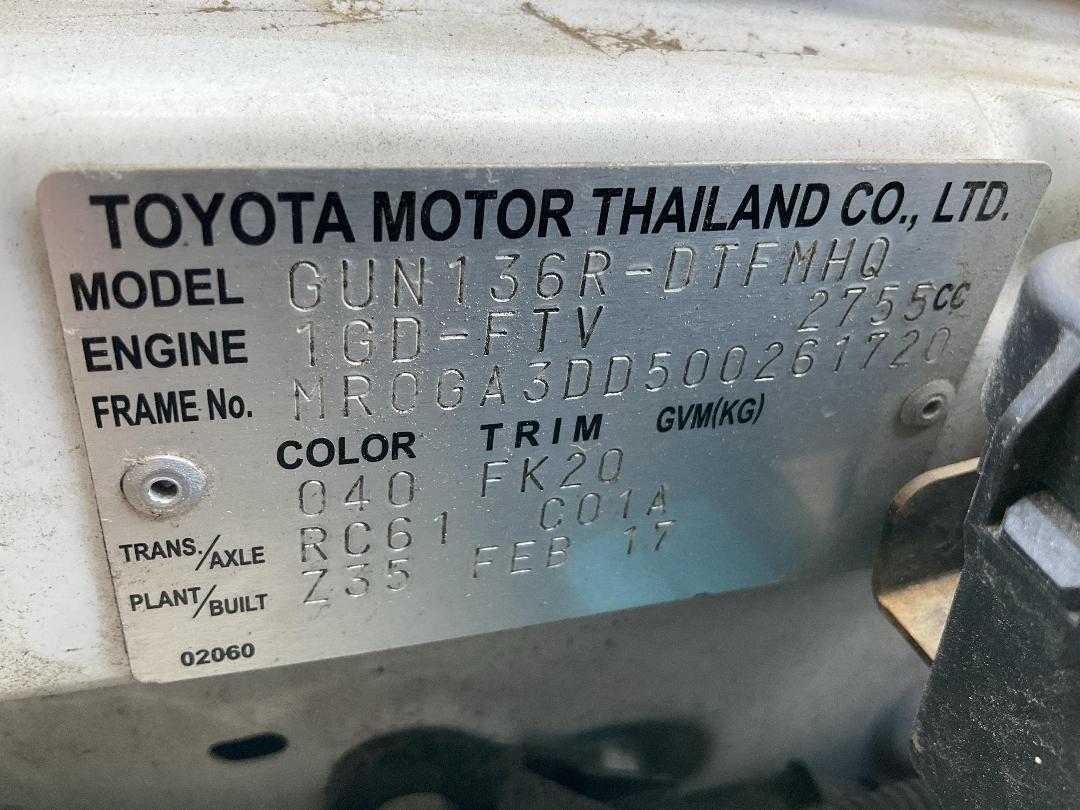 TOYOTA MOTOR THAILAND CO., LTD.
MODEL GUN136R-DTFMHQ
ENGINE 1GD-FTV 2755CC
FRAME No. MR0GA3DD500261720
COLOR TRIM GVM(KG)
040 FK20
TRANS./AXLE RC61 C01A
PLANT/BUILT Z35 FEB 17
02060